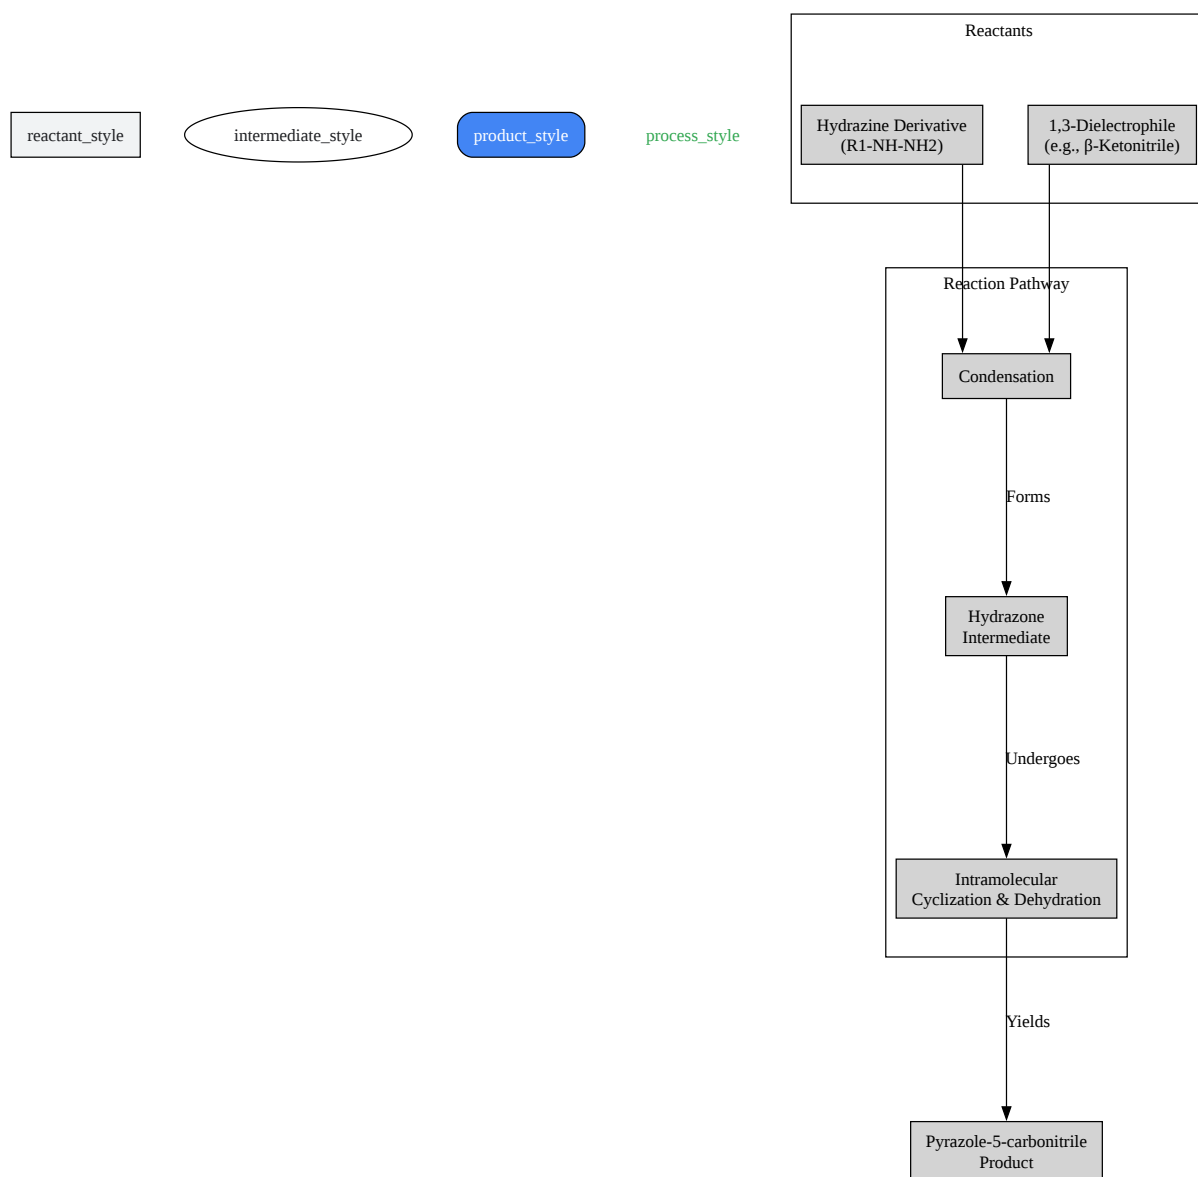 Reactants
reactant_style
intermediate_style
product_style
process_style
Hydrazine Derivative
(R1-NH-NH2)
1,3-Dielectrophile
(e.g., β-Ketonitrile)
Reaction Pathway
Condensation
Forms
Hydrazone
Intermediate
Undergoes
Intramolecular
Cyclization & Dehydration
Yields
Pyrazole-5-carbonitrile
Product